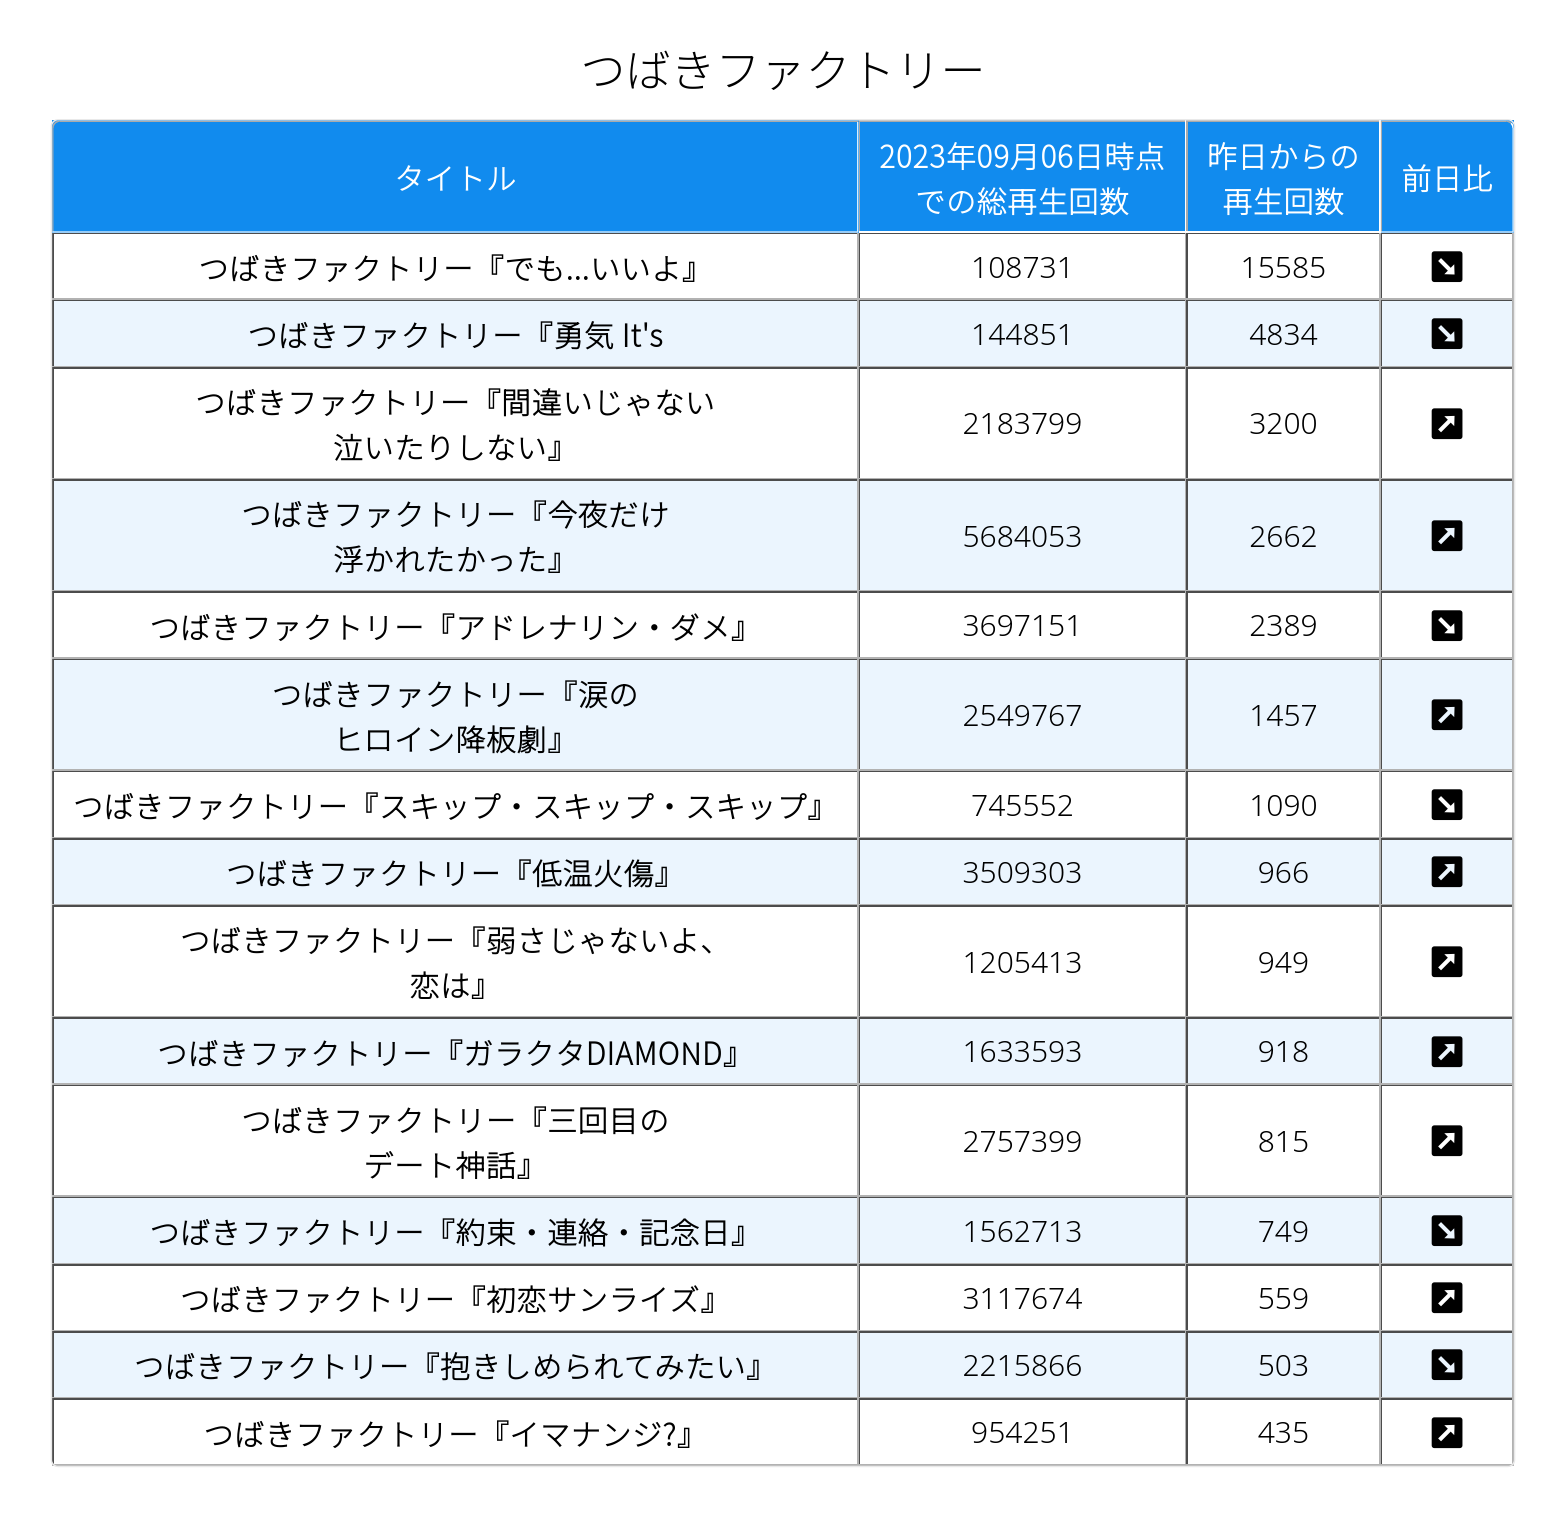 つばきファクトリー
タイトル
2023年09月06日時点
での総再生回数
昨日からの
再生回数
前日比
つばきファクトリー『でも...いいよ』 108731 15585
つばきファクトリー『勇気 It's 144851 4834
つばきファクトリー『間違いじゃない
泣いたりしない』 2183799 3200
つばきファクトリー『今夜だけ
浮かれたかった』 5684053 2662
つばきファクトリー『アドレナリン・ダメ』 3697151 2389
つばきファクトリー『涙の
ヒロイン降板劇』 2549767 1457
つばきファクトリー『スキップ・スキップ・スキップ』 745552 1090
つばきファクトリー『低温火傷』 3509303 966
つばきファクトリー『弱さじゃないよ、
恋は』 1205413 949
つばきファクトリー『ガラクタDIAMOND』 1633593 918
つばきファクトリー『三回目の
デート神話』 2757399 815
つばきファクトリー『約束・連絡・記念日』 1562713 749
つばきファクトリー『初恋サンライズ』 3117674 559
つばきファクトリー『抱きしめられてみたい』 2215866 503
つばきファクトリー『イマナンジ?』 954251 435